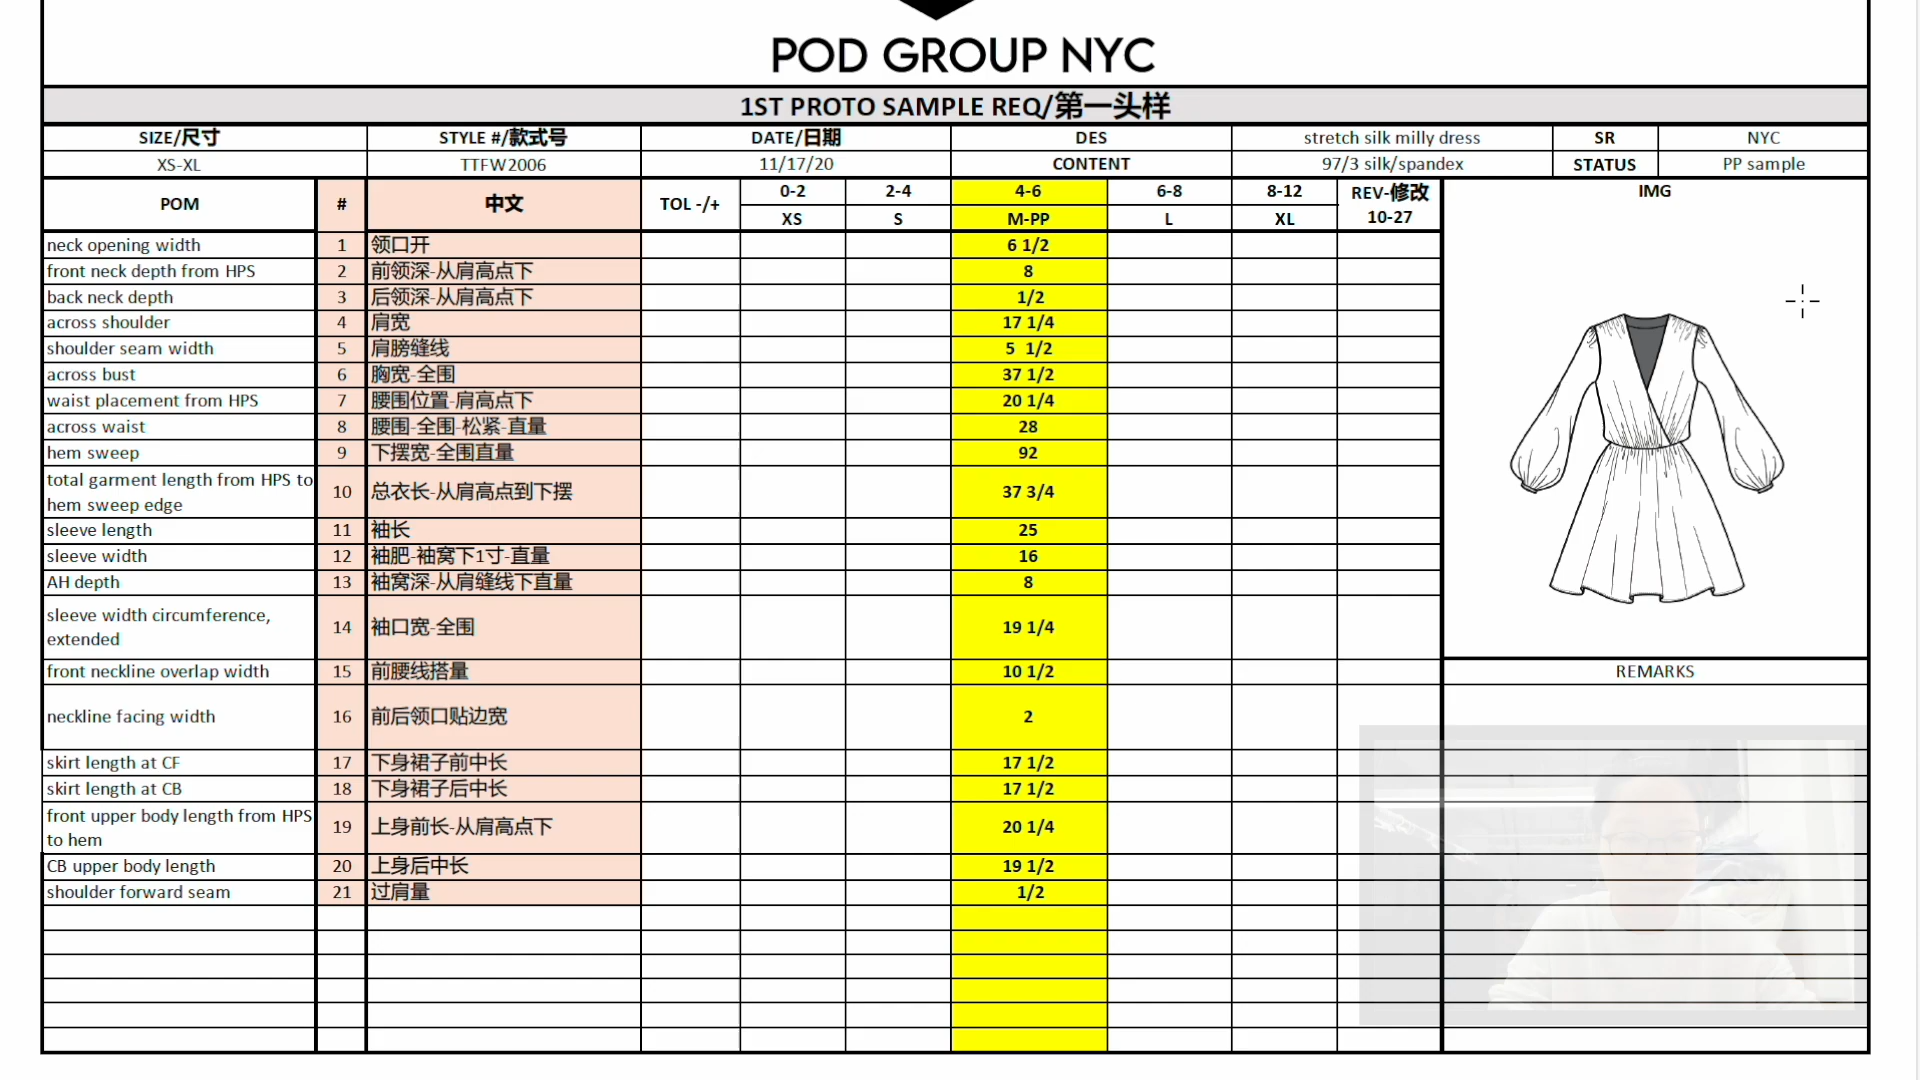 POD GROUP NYC
1ST PROTO SAMPLE REQ/第一头样
SIZE/尺寸 STYLE #/款式号 DATE/日期 DES stretch silk milly dress SR NYC
XS-XL TTFW2006 11/17/20 CONTENT 97/3 silk/spandex STATUS PP sample
POM # 中文 TOL -/+ 0-2 2-4 4-6 6-8 8-12 REV-修改 IMG
XS S M-PP L XL 10-27
neck opening width 1 领口开 6 1/2
front neck depth from HPS 2 前领深-从肩高点下 8
back neck depth 3 后领深-从肩高点下 1/2
across shoulder 4 肩宽 17 1/4
shoulder seam width 5 肩膀缝线 5 1/2
across bust 6 胸宽-全围 37 1/2
waist placement from HPS 7 腰围位置-肩高点下 20 1/4
across waist 8 腰围-全围-松紧-直量 28
hem sweep 9 下摆宽-全围直量 92
total garment length from HPS to
hem sweep edge 10 总衣长-从肩高点到下摆 37 3/4
sleeve length 11 袖长 25
sleeve width 12 袖肥-袖窝下1寸-直量 16
AH depth 13 袖窝深-从肩缝线下直量 8
sleeve width circumference,
extended 14 袖口宽-全围 19 1/4
front neckline overlap width 15 前腰线搭量 10 1/2 REMARKS
neckline facing width 16 前后领口贴边宽 2
skirt length at CF 17 下身裙子前中长 17 1/2
skirt length at CB 18 下身裙子后中长 17 1/2
front upper body length from HPS
to hem 19 上身前长-从肩高点下 20 1/4
CB upper body length 20 上身后中长 19 1/2
shoulder forward seam 21 过肩量 1/2